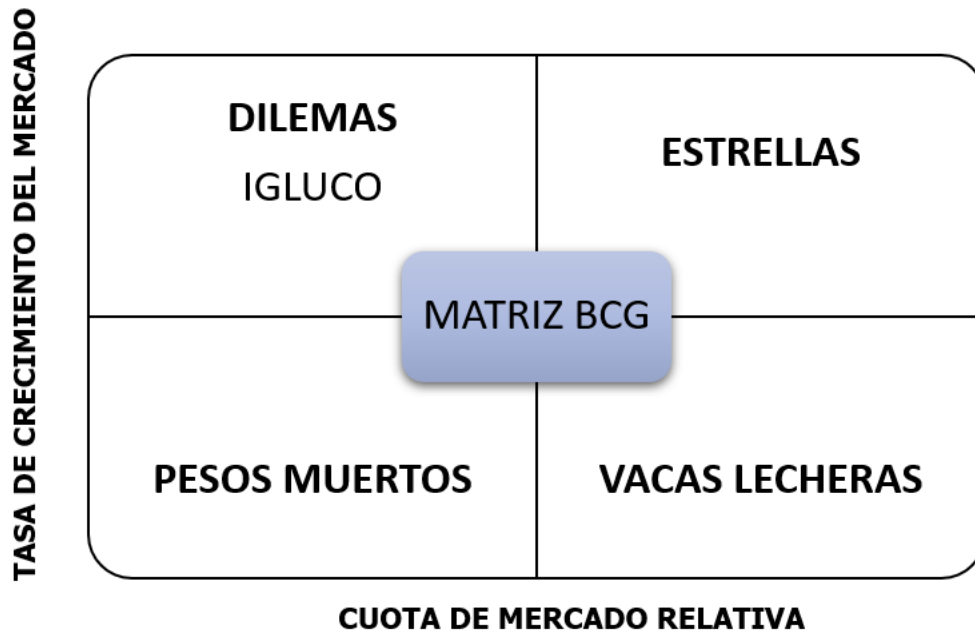 TASA DE CRECIMIENTO DEL MERCADO
DILEMAS
IGLUCO
ESTRELLAS
MATRIZ BCG
PESOS MUERTOS
VACAS LECHERAS
CUOTA DE MERCADO RELATIVA